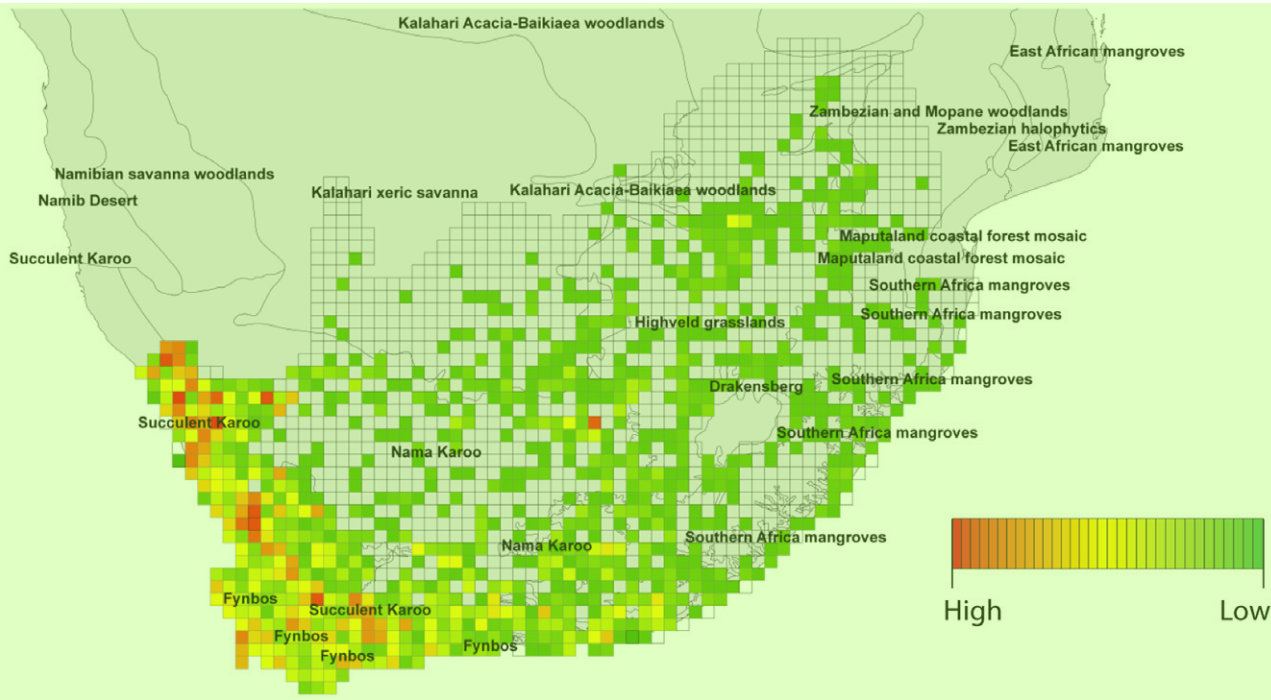 Kalahari Acacia-Baikiaea woodlands
East African mangroves
Zambezian and Mopane woodlands
Zambezian halophytics
East African mangroves
Namibian savanna woodlands
Kalahari xeric savanna
Kalahari Acacia-Baikiaea woodlands
Namib Desert
Maputaland coastal forest mosaic
Succulent Karoo
Maputaland coastal forest mosaic
Southern Africa mangroves
Southern Africa mangroves
Highveld grasslands
Southern Africa mangroves
Drakensberg
Succulent Karoo
Southern Africa mangroves
Nama Karoo
Southern Africa mangroves
Nama Karoo
Fynbos
Succulent Karoo
Fynbos
Fynbos
Fynbos
High
Low